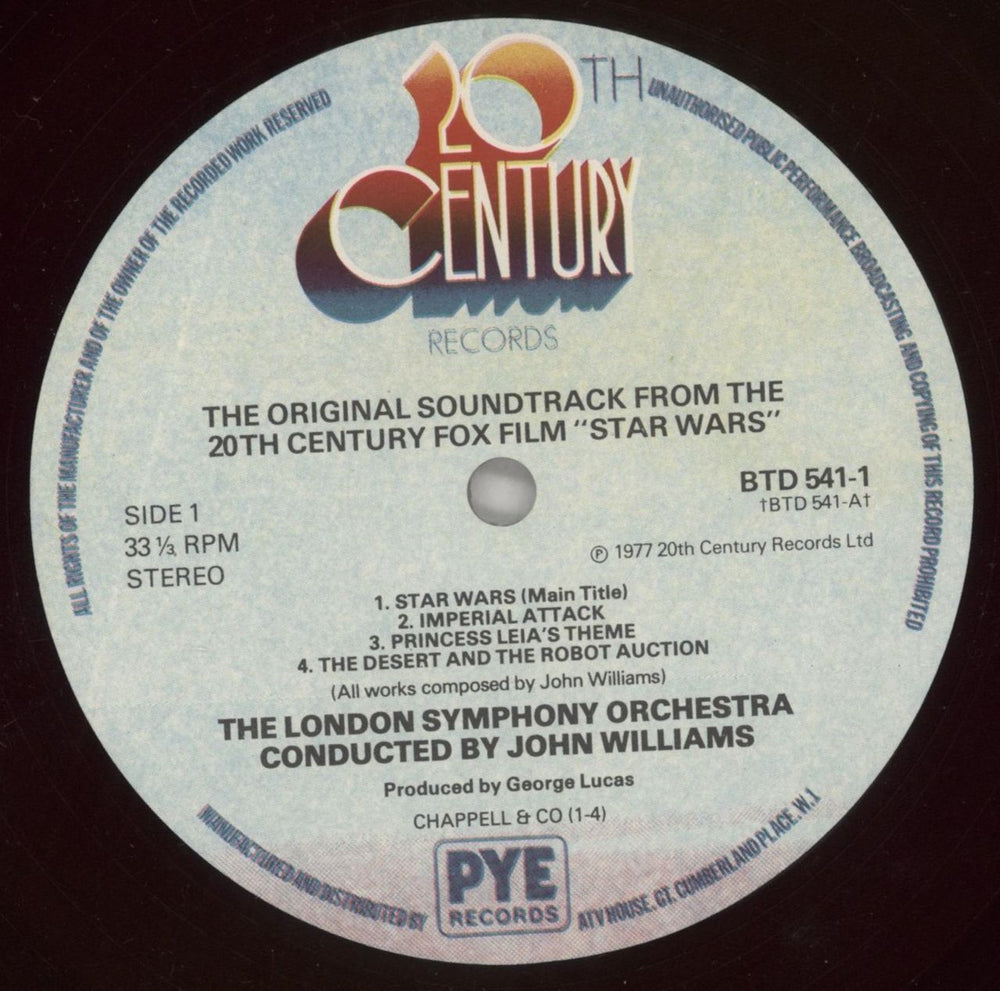 20TH
CENTURY
RECORDS
ALL RIGHTS OF THE MANUFACTURER AND OF THE OWNER OF THE RECORDED WORK RESERVED
UNAUTHORISED PUBLIC PERFORMANCE BROADCASTING AND COPYING OF THIS RECORD PROHIBITED
THE ORIGINAL SOUNDTRACK FROM THE
20TH CENTURY FOX FILM "STAR WARS"
BTD 541-1
†BTD 541-A†
SIDE 1
33 ⅓ RPM
STEREO
℗ 1977 20th Century Records Ltd
1. STAR WARS (Main Title)
2. IMPERIAL ATTACK
3. PRINCESS LEIA'S THEME
4. THE DESERT AND THE ROBOT AUCTION
(All works composed by John Williams)
THE LONDON SYMPHONY ORCHESTRA
CONDUCTED BY JOHN WILLIAMS
Produced by George Lucas
CHAPPELL & CO (1-4)
MANUFACTURED AND DISTRIBUTED BY
PYE
RECORDS
ATV HOUSE, GT. CUMBERLAND PLACE, W.1